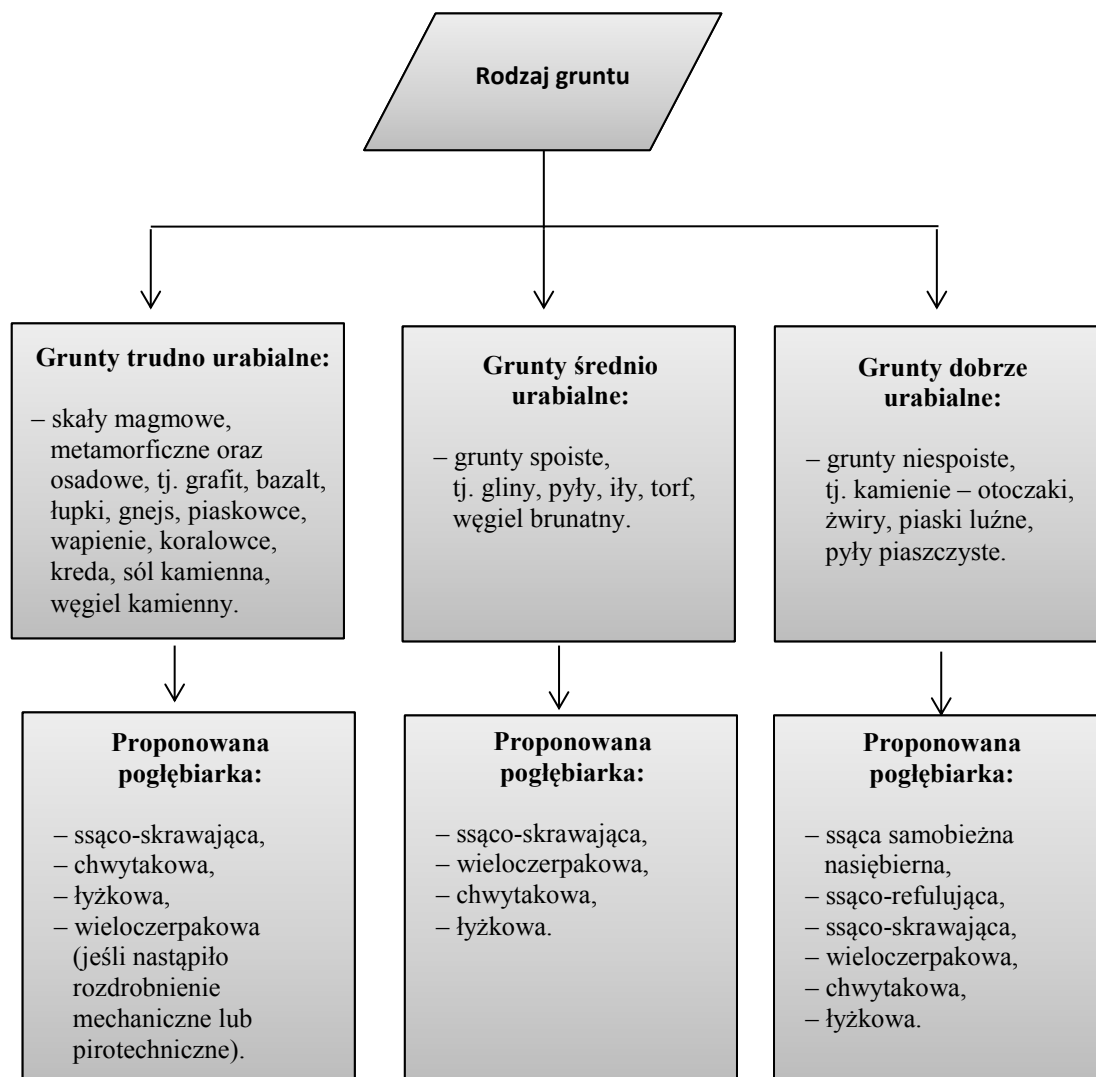 Rodzaj gruntu
Grunty trudno urabialne:
– skały magmowe,
metamorficzne oraz
osadowe, tj. grafit, bazalt,
łupki, gnejs, piaskowce,
wapienie, koralowce,
kreda, sól kamienna,
węgiel kamienny.
Grunty średnio
urabialne:
– grunty spoiste,
tj. gliny, pyły, iły, torf,
węgiel brunatny.
Grunty dobrze
urabialne:
– grunty niespoiste,
tj. kamienie – otoczaki,
żwiry, piaski luźne,
pyły piaszczyste.
Proponowana
pogłębiarka:
– ssąco-skrawająca,
– chwytakowa,
– łyżkowa,
– wieloczerpakowa
(jeśli nastąpiło
rozdrobnienie
mechaniczne lub
pirotechniczne).
Proponowana
pogłębiarka:
– ssąco-skrawająca,
– wieloczerpakowa,
– chwytakowa,
– łyżkowa.
Proponowana
pogłębiarka:
– ssąca samobieżna
nasiębierna,
– ssąco-refulująca,
– ssąco-skrawająca,
– wieloczerpakowa,
– chwytakowa,
– łyżkowa.